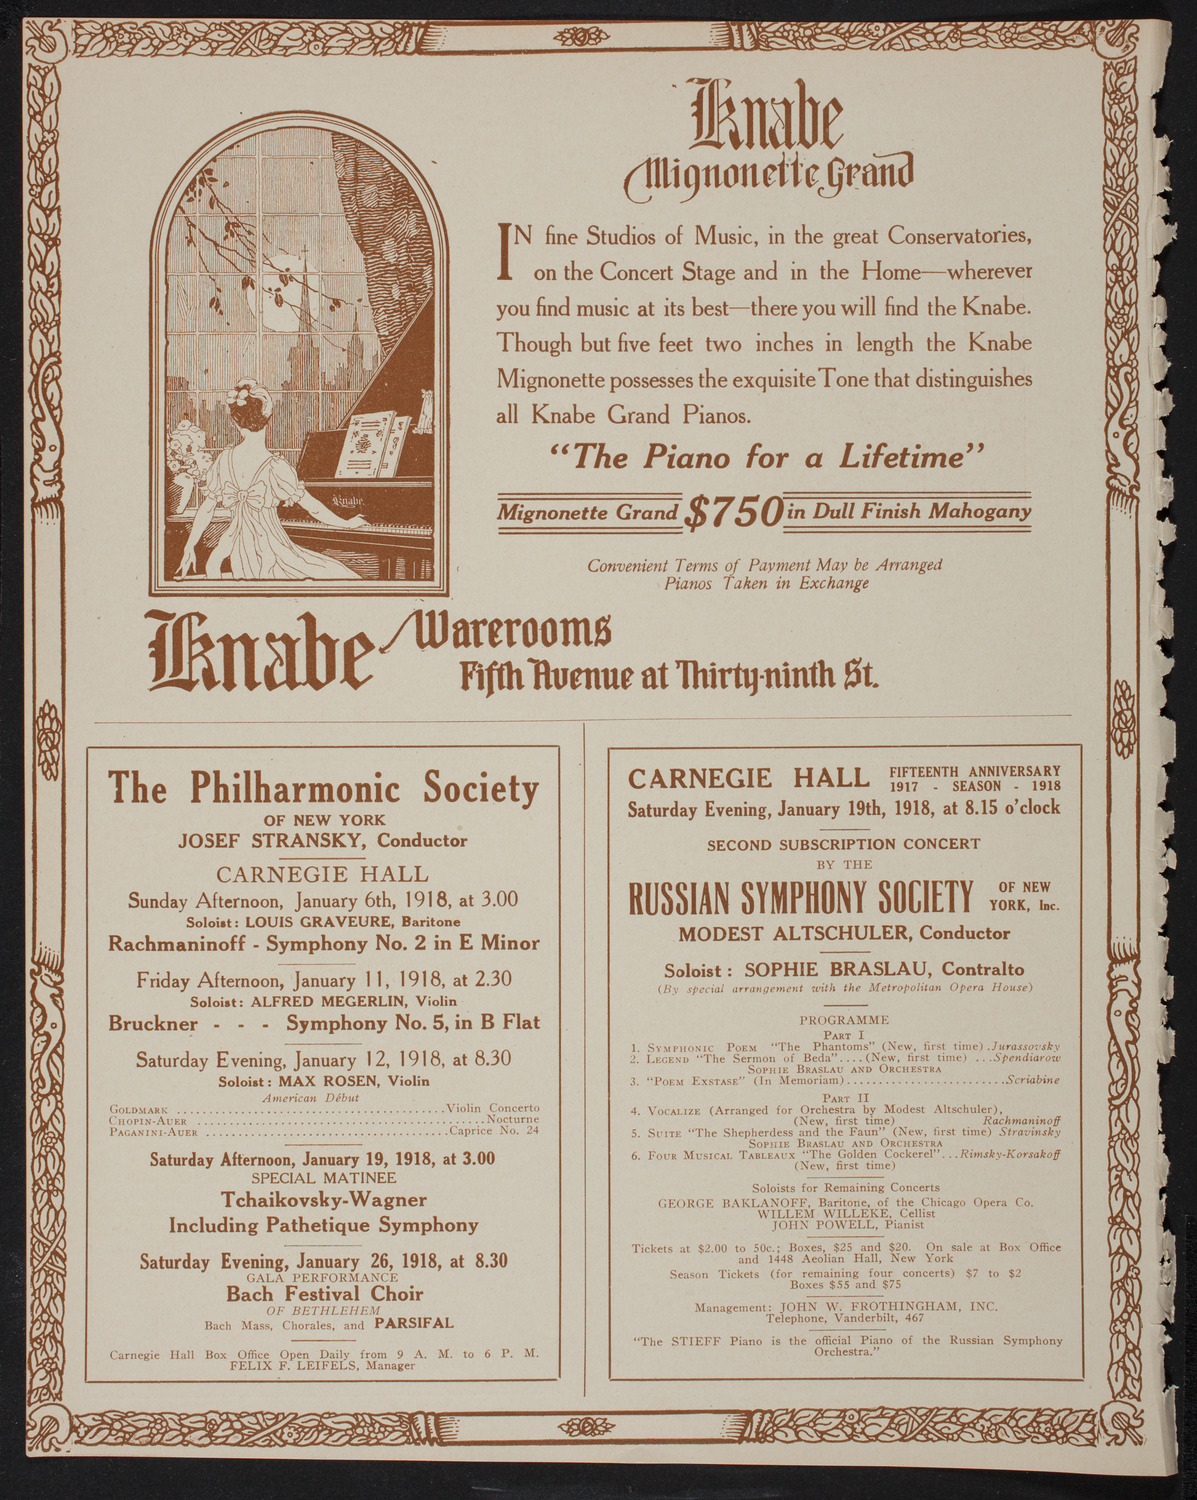 Knabe
Mignonette Grand
IN fine Studios of Music, in the great Conservatories,
on the Concert Stage and in the Home—wherever
you find music at its best—there you will find the Knabe.
Though but five feet two inches in length the Knabe
Mignonette possesses the exquisite Tone that distinguishes
all Knabe Grand Pianos.
"The Piano for a Lifetime"
Mignonette Grand $750 in Dull Finish Mahogany
Convenient Terms of Payment May be Arranged
Pianos Taken in Exchange
Knabe
Knabe Warerooms
Fifth Avenue at Thirty-ninth St.
The Philharmonic Society
OF NEW YORK
JOSEF STRANSKY, Conductor
CARNEGIE HALL
Sunday Afternoon, January 6th, 1918, at 3.00
Soloist: LOUIS GRAVEURE, Baritone
Rachmaninoff - Symphony No. 2 in E Minor
Friday Afternoon, January 11, 1918, at 2.30
Soloist: ALFRED MEGERLIN, Violin
Bruckner - - - Symphony No. 5, in B Flat
Saturday Evening, January 12, 1918, at 8.30
Soloist: MAX ROSEN, Violin
American Début
GOLDMARK ........................................Violin Concerto
CHOPIN-AUER ..........................................Nocturne
PAGANINI-AUER ....................................Caprice No. 24
Saturday Afternoon, January 19, 1918, at 3.00
SPECIAL MATINEE
Tchaikovsky-Wagner
Including Pathetique Symphony
Saturday Evening, January 26, 1918, at 8.30
GALA PERFORMANCE
Bach Festival Choir
OF BETHLEHEM
Bach Mass, Chorales, and PARSIFAL
Carnegie Hall Box Office Open Daily from 9 A. M. to 6 P. M.
FELIX F. LEIFELS, Manager
CARNEGIE HALL FIFTEENTH ANNIVERSARY
1917 - SEASON - 1918
Saturday Evening, January 19th, 1918, at 8.15 o'clock
SECOND SUBSCRIPTION CONCERT
BY THE
RUSSIAN SYMPHONY SOCIETY OF NEW
YORK, Inc.
MODEST ALTSCHULER, Conductor
Soloist: SOPHIE BRASLAU, Contralto
(By special arrangement with the Metropolitan Opera House)
PROGRAMME
PART I
1. SYMPHONIC POEM "The Phantoms" (New, first time) .Jurassovsky
2. LEGEND "The Sermon of Beda"....(New, first time) ...Spendiarow
SOPHIE BRASLAU AND ORCHESTRA
3. "POEM EXSTASE" (In Memoriam)........................Scriabine
PART II
4. VOCALIZE (Arranged for Orchestra by Modest Altschuler),
(New, first time) Rachmaninoff
5. SUITE "The Shepherdess and the Faun" (New, first time) Stravinsky
SOPHIE BRASLAU AND ORCHESTRA
6. FOUR MUSICAL TABLEAUX "The Golden Cockerel"...Rimsky-Korsakoff
(New, first time)
Soloists for Remaining Concerts
GEORGE BAKLANOFF, Baritone, of the Chicago Opera Co.
WILLEM WILLEKE, Cellist
JOHN POWELL, Pianist
Tickets at $2.00 to 50c.; Boxes, $25 and $20. On sale at Box Office
and 1448 Aeolian Hall, New York
Season Tickets (for remaining four concerts) $7 to $2
Boxes $55 and $75
Management: JOHN W. FROTHINGHAM, INC.
Telephone, Vanderbilt, 467
"The STIEFF Piano is the official Piano of the Russian Symphony
Orchestra."